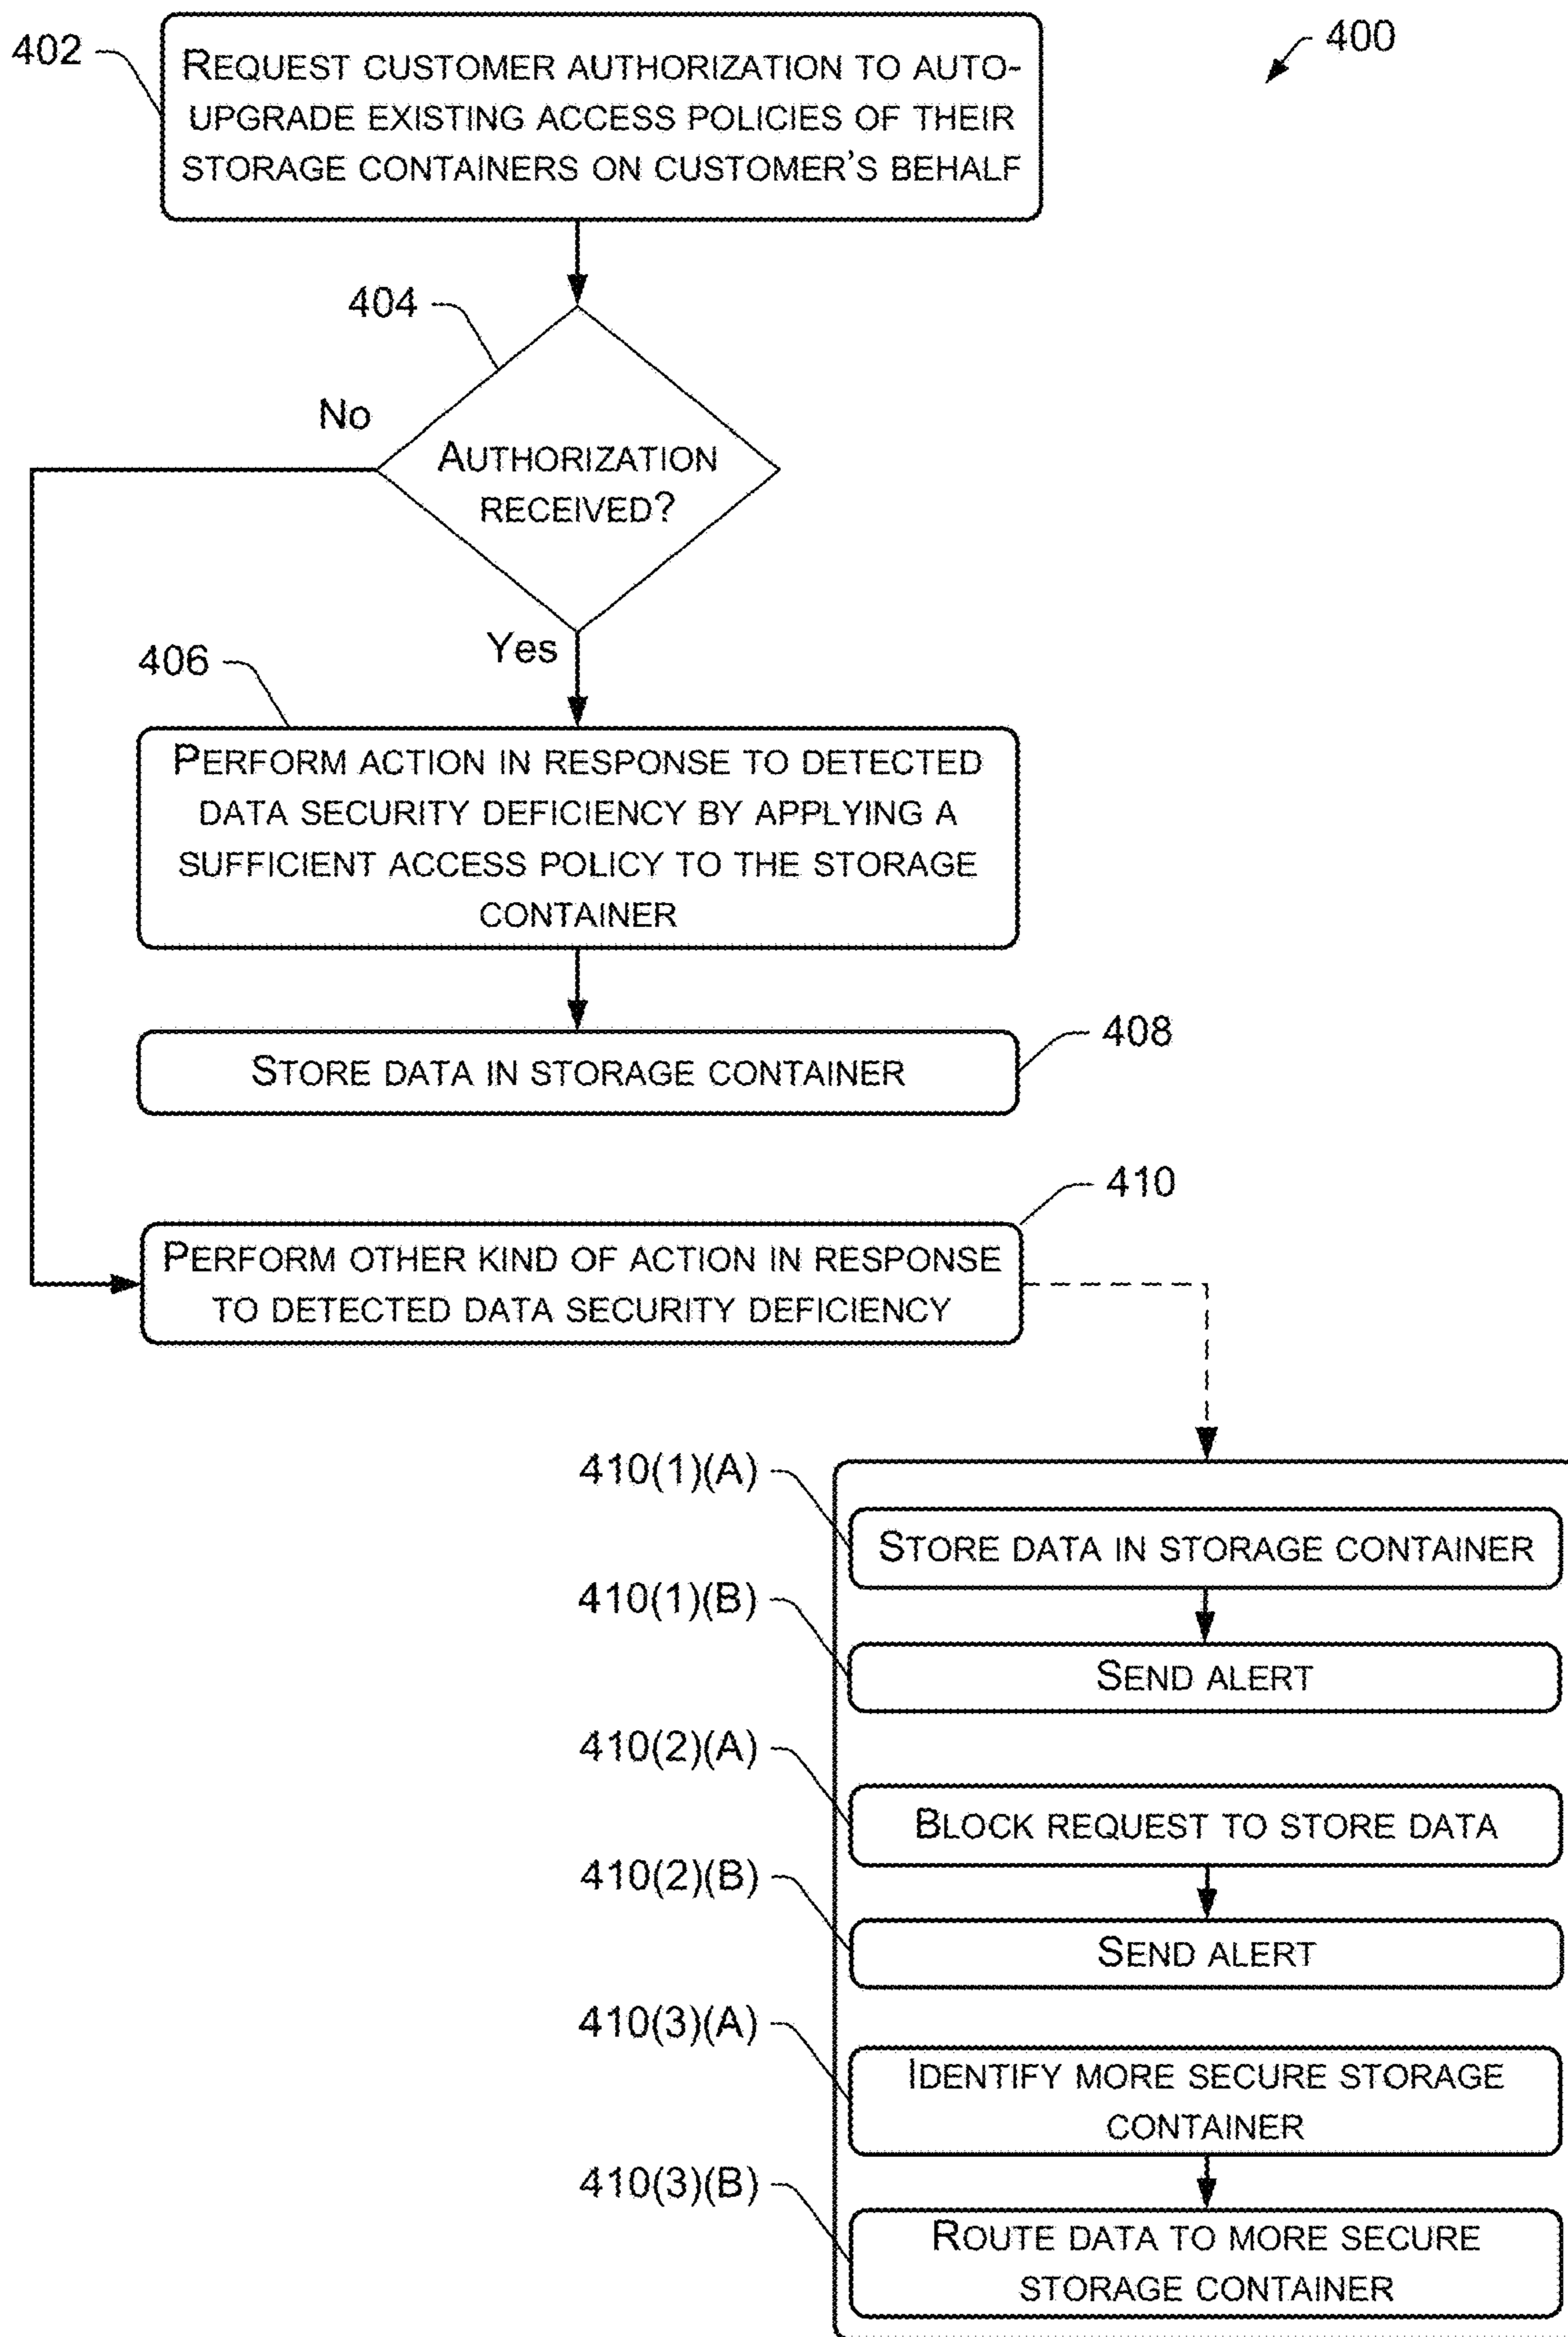 402
400
REQUEST CUSTOMER AUTHORIZATION TO AUTO-
UPGRADE EXISTING ACCESS POLICIES OF THEIR
STORAGE CONTAINERS ON CUSTOMER'S BEHALF
404
No
AUTHORIZATION
RECEIVED?
Yes
406
PERFORM ACTION IN RESPONSE TO DETECTED
DATA SECURITY DEFICIENCY BY APPLYING A
SUFFICIENT ACCESS POLICY TO THE STORAGE
CONTAINER
408
STORE DATA IN STORAGE CONTAINER
410
PERFORM OTHER KIND OF ACTION IN RESPONSE
TO DETECTED DATA SECURITY DEFICIENCY
410(1)(A)
STORE DATA IN STORAGE CONTAINER
410(1)(B)
SEND ALERT
410(2)(A)
BLOCK REQUEST TO STORE DATA
410(2)(B)
SEND ALERT
410(3)(A)
IDENTIFY MORE SECURE STORAGE
CONTAINER
410(3)(B)
ROUTE DATA TO MORE SECURE
STORAGE CONTAINER